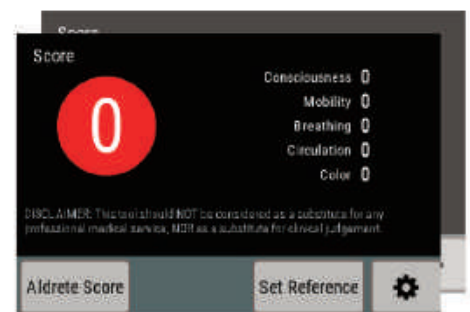 Score
Score
0
Consciousness 0
Mobility 0
Breathing 0
Circulation 0
Color 0
DISCLAIMER: This tool should NOT be considered as a substitute for any
professional medical service, NOR as a substitute for clinical judgement.
Aldrete Score
Set Reference